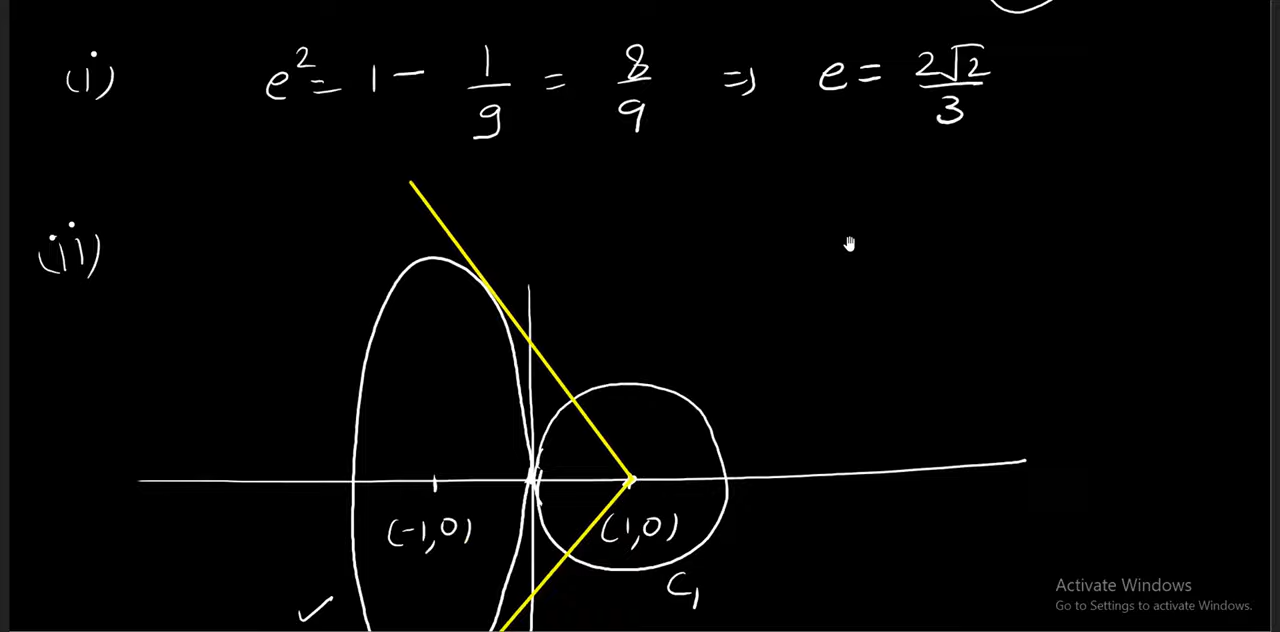 (i) e² = 1 - 1/9 = 8/9 => e = 2√2/3
(ii)
(-1,0) (1,0)
C₁
Activate Windows
Go to Settings to activate Windows.